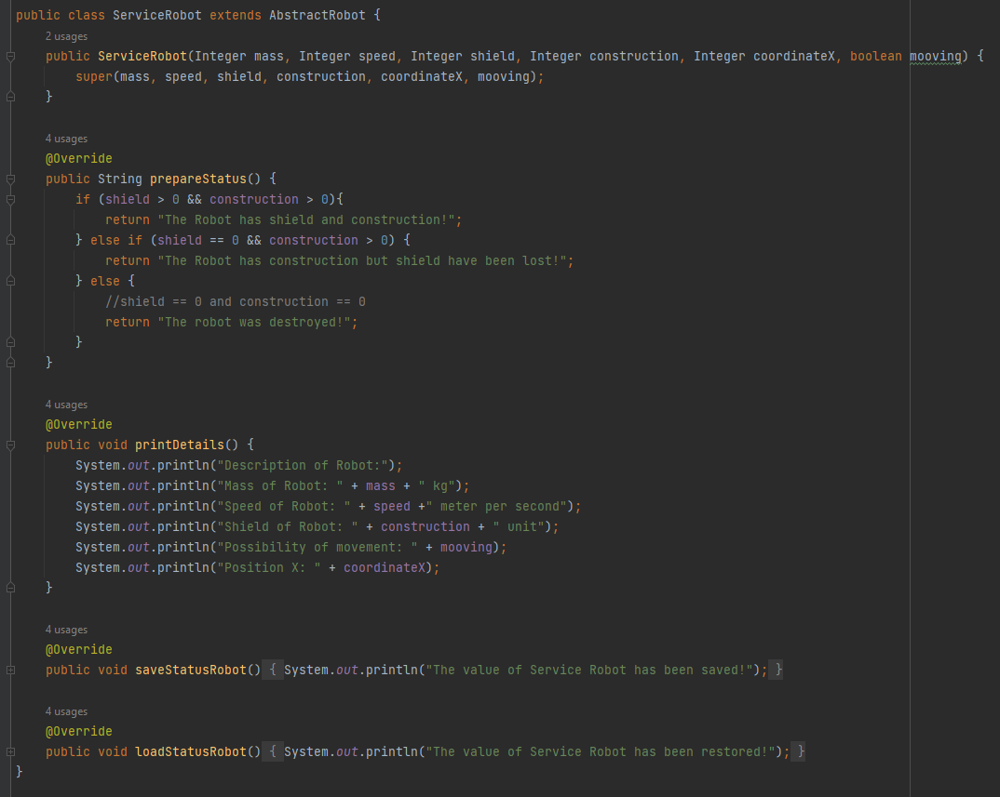 public class ServiceRobot extends AbstractRobot {
2 usages
public ServiceRobot(Integer mass, Integer speed, Integer shield, Integer construction, Integer coordinateX, boolean mooving) {
super(mass, speed, shield, construction, coordinateX, mooving);
}
4 usages
@Override
public String prepareStatus() {
if (shield > 0 && construction > 0){
return "The Robot has shield and construction!";
} else if (shield == 0 && construction > 0) {
return "The Robot has construction but shield have been lost!";
} else {
//shield == 0 and construction == 0
return "The robot was destroyed!";
}
}
4 usages
@Override
public void printDetails() {
System.out.println("Description of Robot:");
System.out.println("Mass of Robot: " + mass + " kg");
System.out.println("Speed of Robot: " + speed +" meter per second");
System.out.println("Shield of Robot: " + construction + " unit");
System.out.println("Possibility of movement: " + mooving);
System.out.println("Position X: " + coordinateX);
}
4 usages
@Override
public void saveStatusRobot() { System.out.println("The value of Service Robot has been saved!"); }
4 usages
@Override
public void loadStatusRobot() { System.out.println("The value of Service Robot has been restored!"); }
}